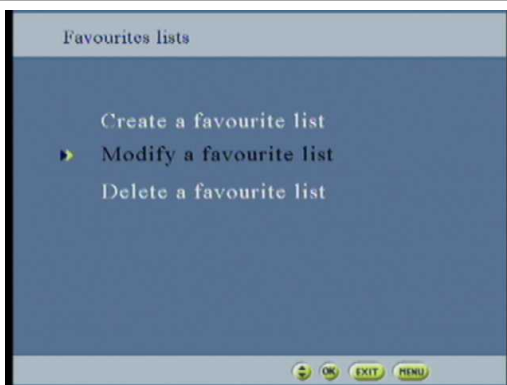 Favourites lists
Create a favourite list
Modify a favourite list
Delete a favourite list
OK EXIT MENU